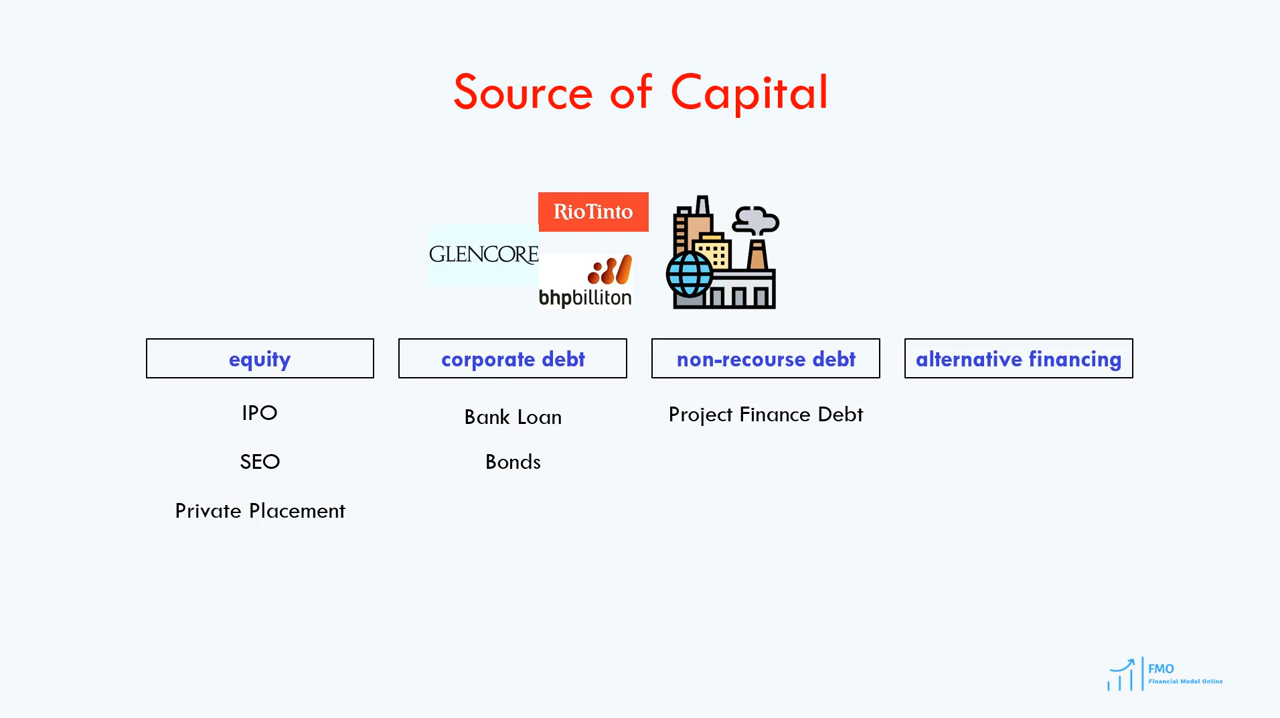 Source of Capital
RioTinto
GLENCORE
bhpbilliton
equity
corporate debt
non-recourse debt
alternative financing
IPO
Bank Loan
Project Finance Debt
SEO
Bonds
Private Placement
FMO
Financial Model Online